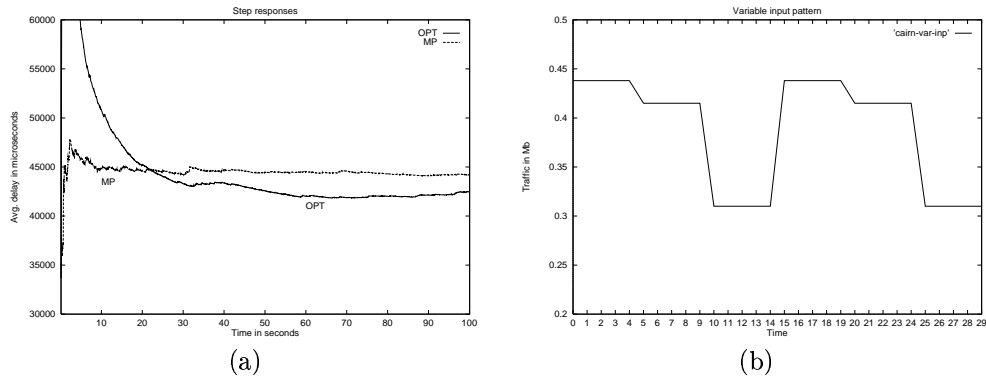 Step responses
60000
55000
50000
45000
40000
35000
30000
Avg. delay in microseconds
OPT
MP
MP
OPT
10 20 30 40 50 60 70 80 90 100
Time in seconds
(a)
Variable input pattern
0.5
0.45
0.4
0.35
0.3
0.25
0.2
Traffic in Mb
'cairn-var-inp'
0 1 2 3 4 5 6 7 8 9 10 11 12 13 14 15 16 17 18 19 20 21 22 23 24 25 26 27 28 29
Time
(b)